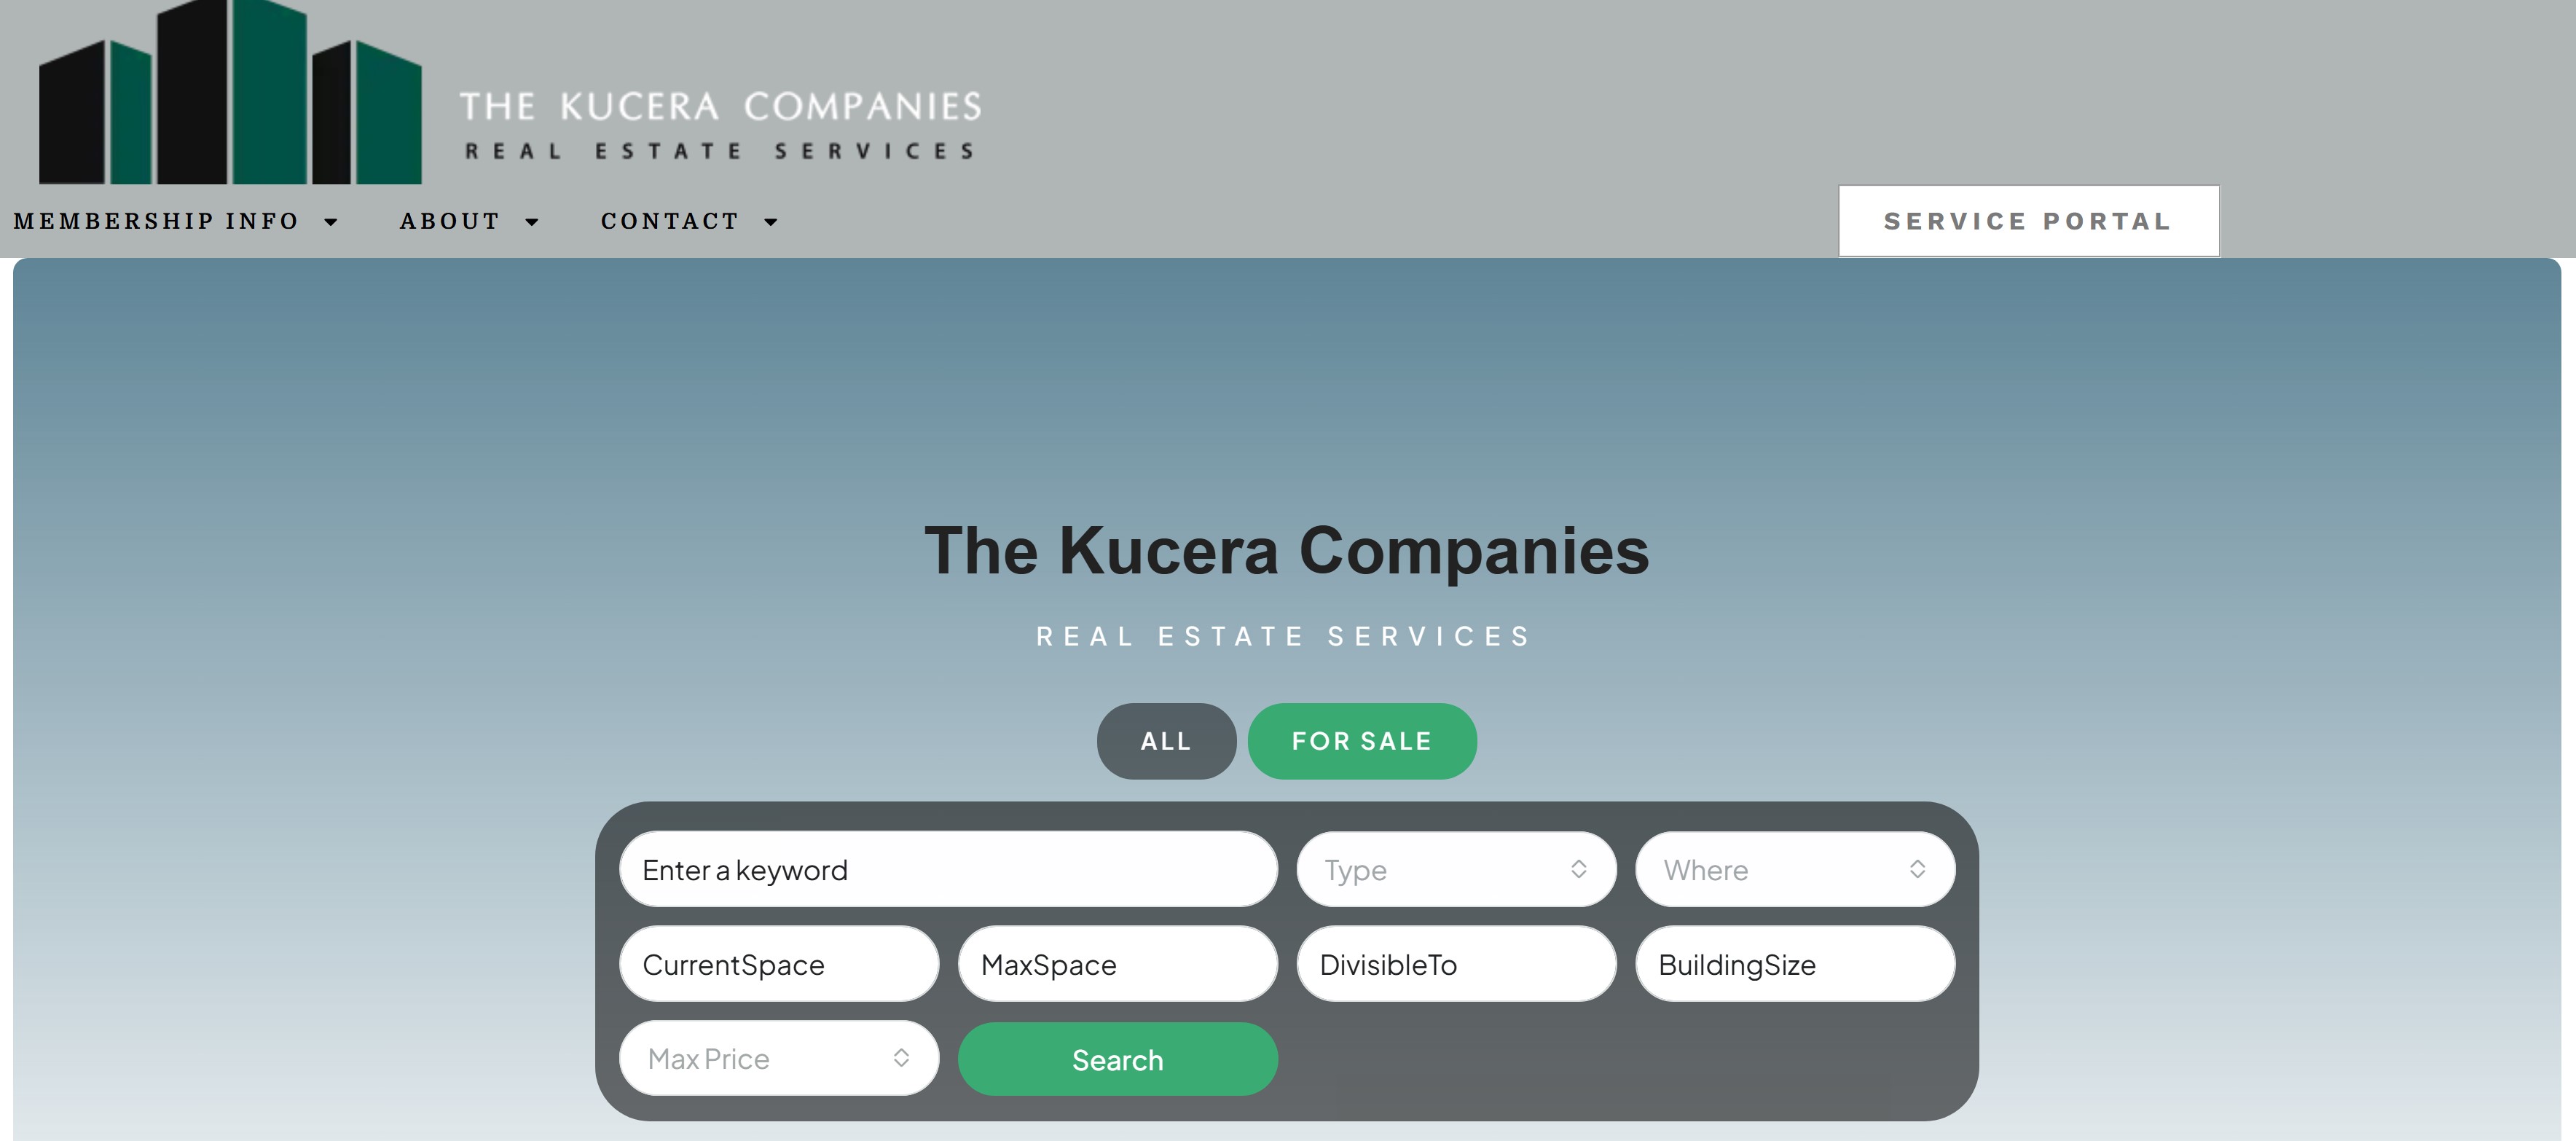 THE KUCERA COMPANIES
REAL ESTATE SERVICES
MEMBERSHIP INFO ABOUT CONTACT SERVICE PORTAL
The Kucera Companies
REAL ESTATE SERVICES
ALL FOR SALE
Enter a keyword Type Where
CurrentSpace MaxSpace DivisibleTo BuildingSize
Max Price Search